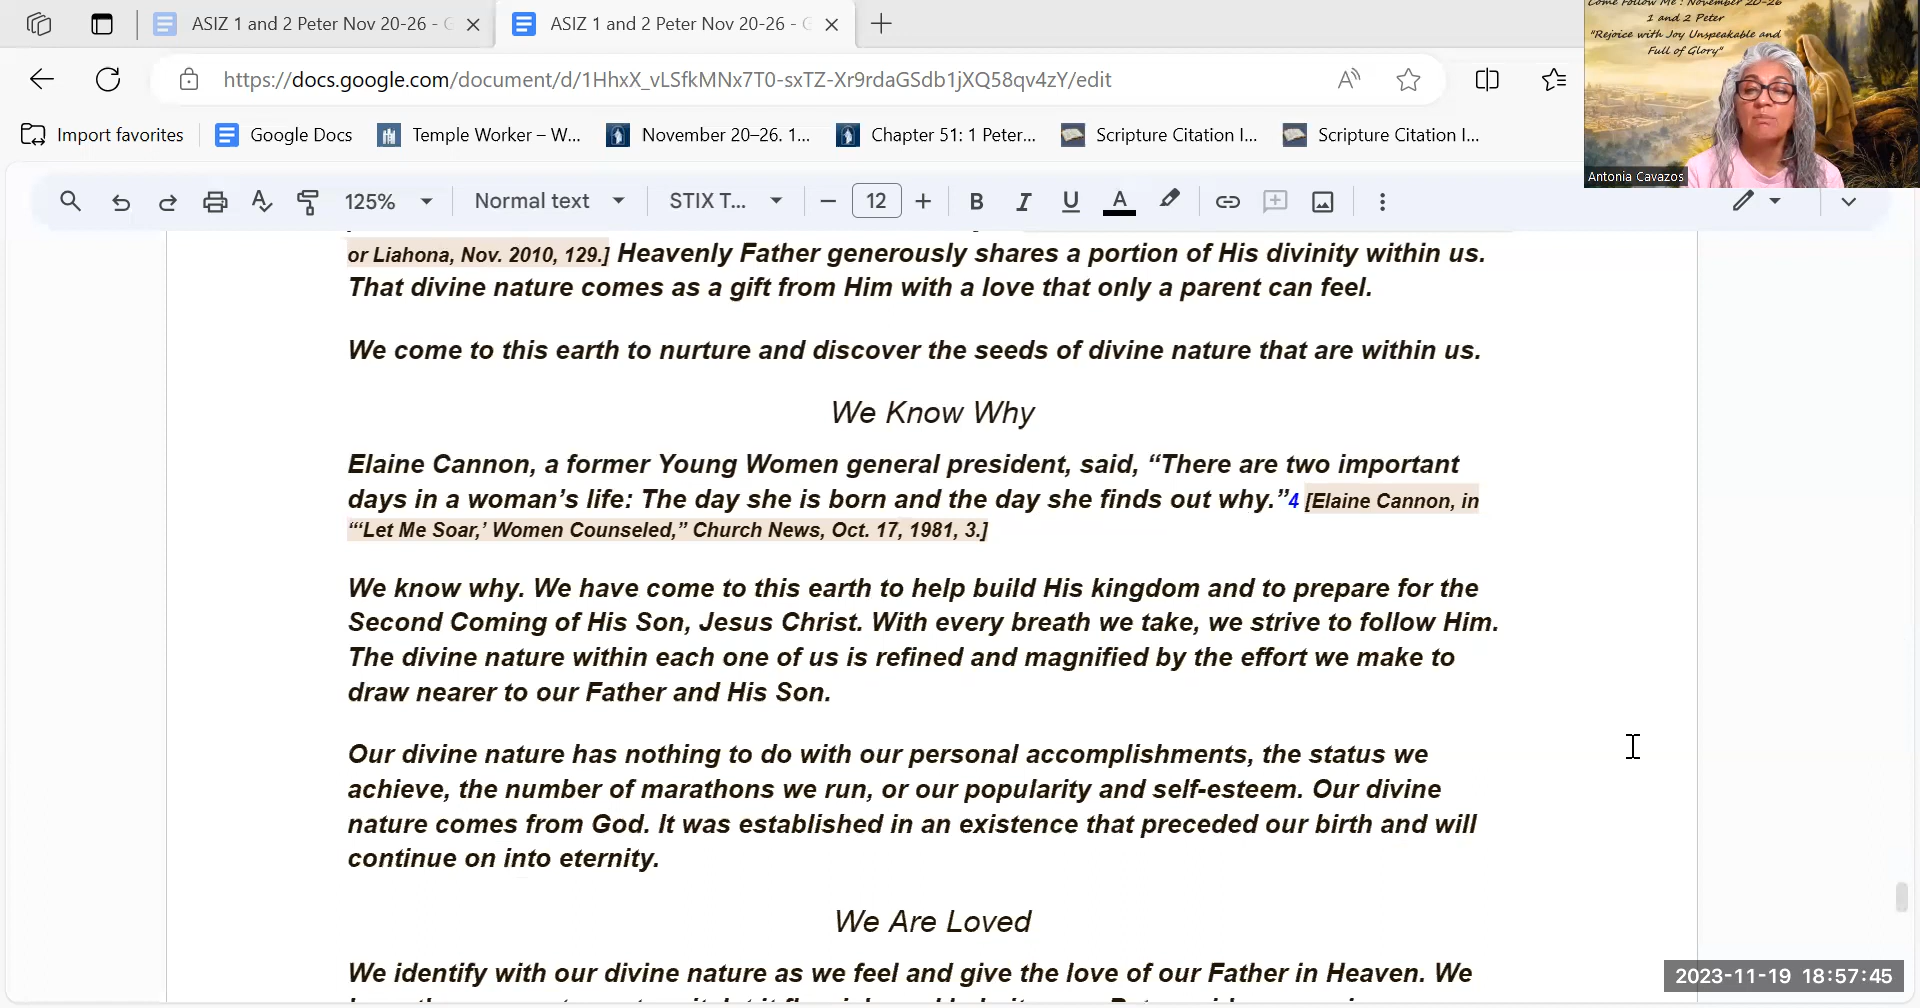 ASIZ 1 and 2 Peter Nov 20-26 - G
ASIZ 1 and 2 Peter Nov 20-26 - G
https://docs.google.com/document/d/1HhxX_vLSfkMNx7T0-sxTZ-Xr9rdaGSdb1jXQ58qv4zY/edit
Import favorites
Google Docs
Temple Worker – W...
November 20–26. 1...
Chapter 51: 1 Peter...
Scripture Citation I...
Scripture Citation I...
Come Follow Me : November 20-26
1 and 2 Peter
"Rejoice with Joy Unspeakable and
Full of Glory"
Antonia Cavazos
125%
Normal text
STIX T...
12
or Liahona, Nov. 2010, 129.] Heavenly Father generously shares a portion of His divinity within us.
That divine nature comes as a gift from Him with a love that only a parent can feel.
We come to this earth to nurture and discover the seeds of divine nature that are within us.
We Know Why
Elaine Cannon, a former Young Women general president, said, “There are two important
days in a woman’s life: The day she is born and the day she finds out why.”4 [Elaine Cannon, in
“‘Let Me Soar,’ Women Counseled,” Church News, Oct. 17, 1981, 3.]
We know why. We have come to this earth to help build His kingdom and to prepare for the
Second Coming of His Son, Jesus Christ. With every breath we take, we strive to follow Him.
The divine nature within each one of us is refined and magnified by the effort we make to
draw nearer to our Father and His Son.
Our divine nature has nothing to do with our personal accomplishments, the status we
achieve, the number of marathons we run, or our popularity and self-esteem. Our divine
nature comes from God. It was established in an existence that preceded our birth and will
continue on into eternity.
We Are Loved
We identify with our divine nature as we feel and give the love of our Father in Heaven. We
2023-11-19 18:57:45